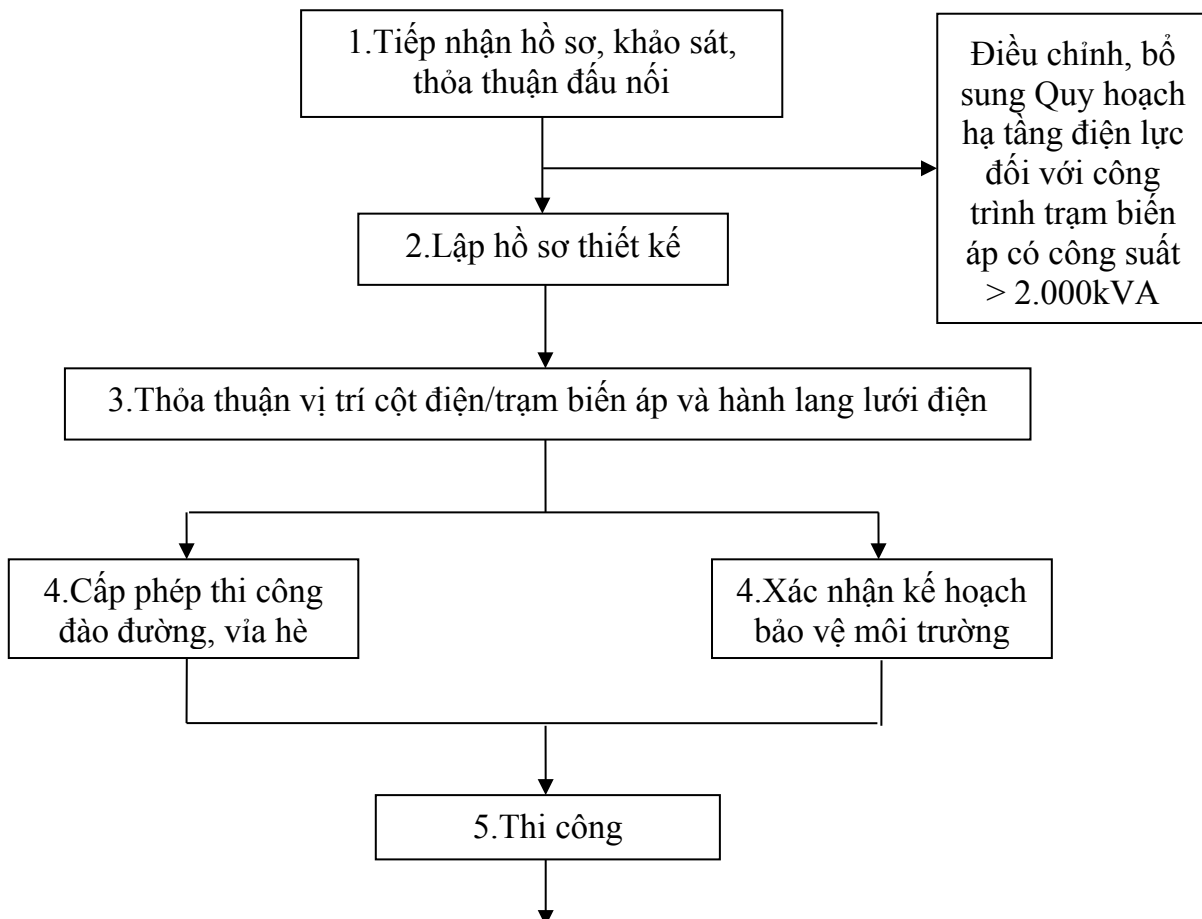 1.Tiếp nhận hồ sơ, khảo sát,
thỏa thuận đấu nối
Điều chỉnh, bổ
sung Quy hoạch
hạ tầng điện lực
đối với công
trình trạm biến
áp có công suất
> 2.000kVA
2.Lập hồ sơ thiết kế
3.Thỏa thuận vị trí cột điện/trạm biến áp và hành lang lưới điện
4.Cấp phép thi công
đào đường, vỉa hè
4.Xác nhận kế hoạch
bảo vệ môi trường
5.Thi công